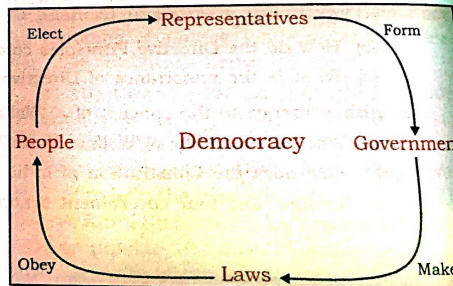 Representatives
Elect
Form
People
Democracy
Governmen
Obey
Make
Laws